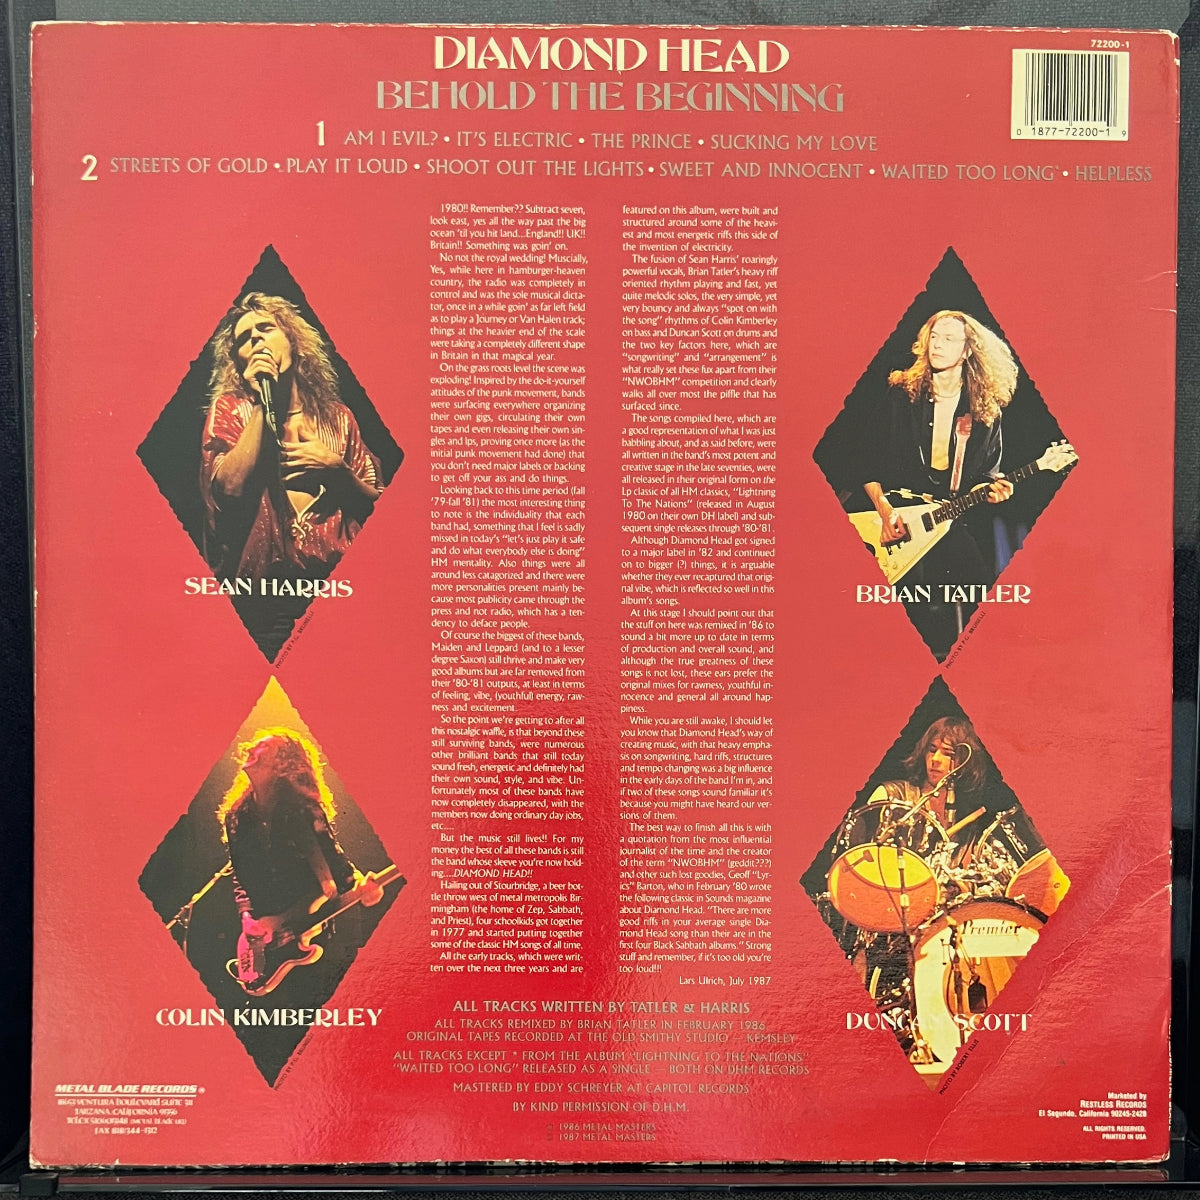 DIAMOND HEAD
BEHOLD THE BEGINNING
72200-1
0 1877-72200-1 9
1 AM I EVIL? • IT'S ELECTRIC • THE PRINCE • SUCKING MY LOVE
2 STREETS OF GOLD • PLAY IT LOUD • SHOOT OUT THE LIGHTS • SWEET AND INNOCENT • WAITED TOO LONG* • HELPLESS
1980!! Remember?? Subtract seven,
look east, yes all the way past the big
ocean 'til you hit land...England!! UK!!
Britain!! Something was goin' on.
No not the royal wedding! Muscially,
Yes, while here in hamburger-heaven
country, the radio was completely in
control and was the sole musical dicta-
tor, once in a while goin' as far left field
as to play a Journey or Van Halen track;
things at the heavier end of the scale
were taking a completely different shape
in Britain in that magical year.
On the grass roots level the scene was
exploding! Inspired by the do-it-yourself
attitudes of the punk movement, bands
were surfacing everywhere organizing
their own gigs, circulating their own
tapes and even releasing their own sin-
gles and lps, proving once more (as the
initial punk movement had done) that
you don't need major labels or backing
to get off your ass and do things.
Looking back to this time period (fall
'79-fall '81) the most interesting thing
to note is the individuality that each
band had, something that I feel is sadly
missed in today's "let's just play it safe
and do what everybody else is doing"
HM mentality. Also things were all
around less catagorized and there were
more personalities present mainly be-
cause most publicity came through the
press and not radio, which has a ten-
dency to deface people.
Of course the biggest of these bands,
Maiden and Leppard (and to a lesser
degree Saxon) still thrive and make very
good albums but are far removed from
their '80-'81 outputs, at least in terms
of feeling, vibe, (youthful) energy, raw-
ness and excitement.
So the point we're getting to after all
this nostalgic waffle, is that beyond these
still surviving bands, were numerous
other brilliant bands that still today
sound fresh, energetic and definitely had
their own sound, style, and vibe. Un-
fortunately most of these bands have
now completely disappeared, with the
members now doing ordinary day jobs,
etc....
But the music still lives!! For my
money the best of all these bands is still
the band whose sleeve you're now hold-
ing....DIAMOND HEAD!!
Hailing out of Stourbridge, a beer bot-
tle throw west of metal metropolis Bir-
mingham (the home of Zep, Sabbath,
and Priest), four schoolkids got together
in 1977 and started putting together
some of the classic HM songs of all time.
All the early tracks, which were writ-
ten over the next three years and are
featured on this album, were built and
structured around some of the heavi-
est and most energetic riffs this side of
the invention of electricity.
The fusion of Sean Harris' roaringly
powerful vocals, Brian Tatler's heavy riff
oriented rhythm playing and fast, yet
quite melodic solos, the very simple, yet
very bouncy and always "spot on with
the song" rhythms of Colin Kimberley
on bass and Duncan Scott on drums and
the two key factors here, which are
"songwriting" and "arrangement" is
what really set these fux apart from their
"NWOBHM" competition and clearly
walks all over most the piffle that has
surfaced since.
The songs compiled here, which are
a good representation of what I was just
babbling about, and as said before, were
all written in the band's most potent and
creative stage in the late seventies, were
all released in their original form on the
Lp classic of all HM classics, "Lightning
To The Nations" (released in August
1980 on their own DH label) and sub-
sequent single releases through '80-'81.
Although Diamond Head got signed
to a major label in '82 and continued
on to bigger (?) things, it is arguable
whether they ever recaptured that origi-
nal vibe, which is reflected so well in this
album's songs.
At this stage I should point out that
the stuff on here was remixed in '86 to
sound a bit more up to date in terms
of production and overall sound, and
although the true greatness of these
songs is not lost, these ears prefer the
original mixes for rawness, youthful in-
nocence and general all around hap-
piness.
While you are still awake, I should let
you know that Diamond Head's way of
creating music, with that heavy empha-
sis on songwriting, hard riffs, structures
and tempo changing was a big influence
in the early days of the band I'm in, and
if two of these songs sound familiar it's
because you might have heard our ver-
sions of them.
The best way to finish all this is with
a quotation from the most influential
journalist of the time and the creator
of the term "NWOBHM" (geddit???)
and other such lost goodies, Geoff "Lyr-
ics" Barton, who in February '80 wrote
the following classic in Sounds magazine
about Diamond Head. "There are more
good riffs in your average single Dia-
mond Head song than their are in the
first four Black Sabbath albums." Strong
stuff and remember, if it's too old you're
too loud!!!
Lars Ulrich, July 1987
SEAN HARRIS
PHOTO BY P.G. BRUNELLI
BRIAN TATLER
PHOTO BY P.G. BRUNELLI
COLIN KIMBERLEY
PHOTO BY P.G. BRUNELLI
Premier
DUNCAN SCOTT
PHOTO BY ROBERT ELLIS
ALL TRACKS WRITTEN BY TATLER & HARRIS
ALL TRACKS REMIXED BY BRIAN TATLER IN FEBRUARY 1986
ORIGINAL TAPES RECORDED AT THE OLD SMITHY STUDIO — KEMSLEY
ALL TRACKS EXCEPT * FROM THE ALBUM "LIGHTNING TO THE NATIONS"
"WAITED TOO LONG" RELEASED AS A SINGLE — BOTH ON DHM RECORDS
MASTERED BY EDDY SCHREYER AT CAPITOL RECORDS
BY KIND PERMISSION OF D.H.M.
℗ 1986 METAL MASTERS
© 1987 METAL MASTERS
METAL BLADE RECORDS ®
18653 VENTURA BOULEVARD SUITE 311
TARZANA, CALIFORNIA 91356
FAX 818/344-1312
Marketed by
RESTLESS RECORDS
El Segundo, California 90245-2428
ALL RIGHTS RESERVED.
PRINTED IN USA